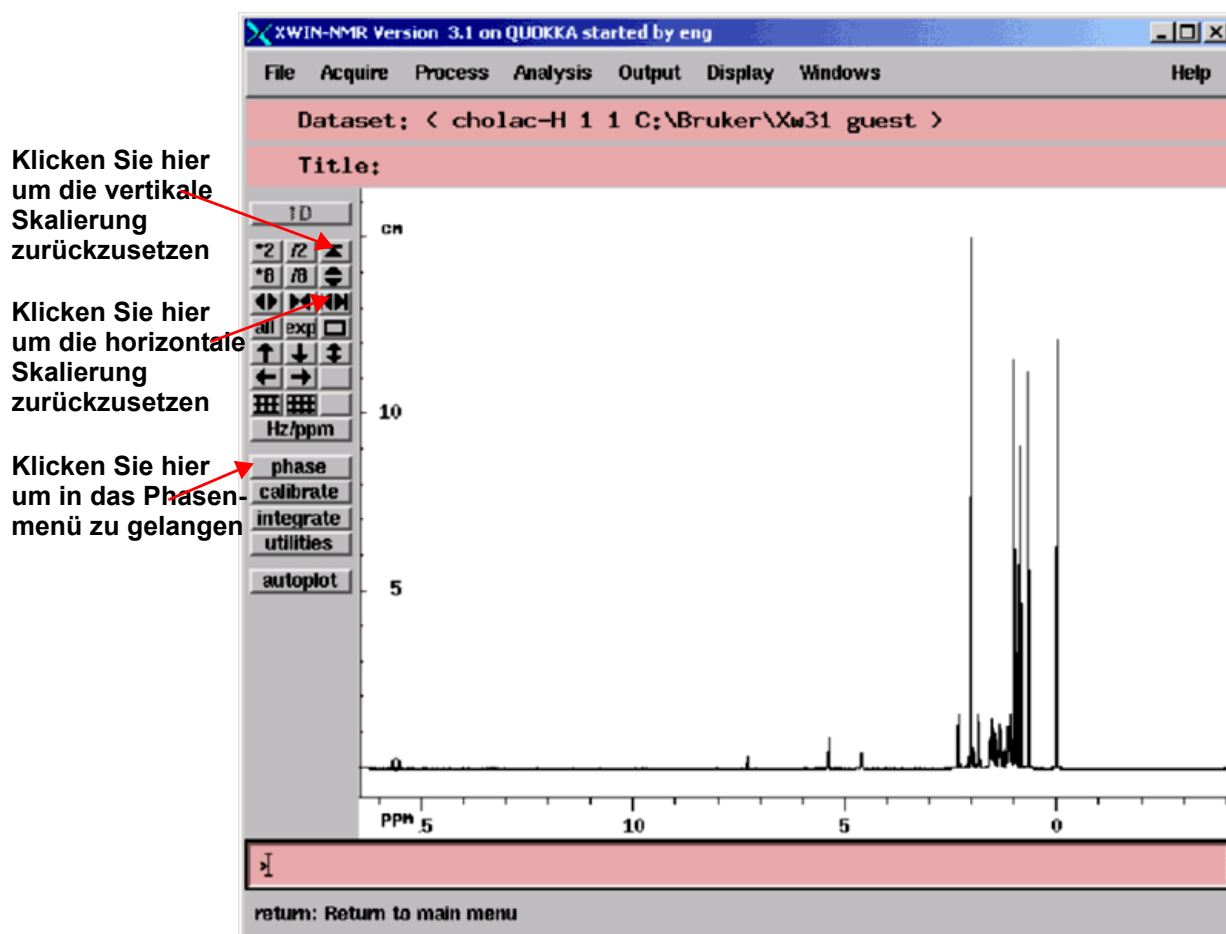 XWIN-NMR Version 3.1 on QUOKKA started by eng
File Acquire Process Analysis Output Display Windows Help
Dataset: < cholac-H 1 1 C:\Bruker\Xw31 guest >
Title:
Klicken Sie hier
um die vertikale
Skalierung
zurückzusetzen
Klicken Sie hier
um die horizontale
Skalierung
zurückzusetzen
Klicken Sie hier
um in das Phasen-
menü zu gelangen
1D
*2 /2
*8 /8
all exp
Hz/ppm
phase
calibrate
integrate
utilities
autoplot
CM
10
5
0
PPM .5 10 5 0
>
return: Return to main menu